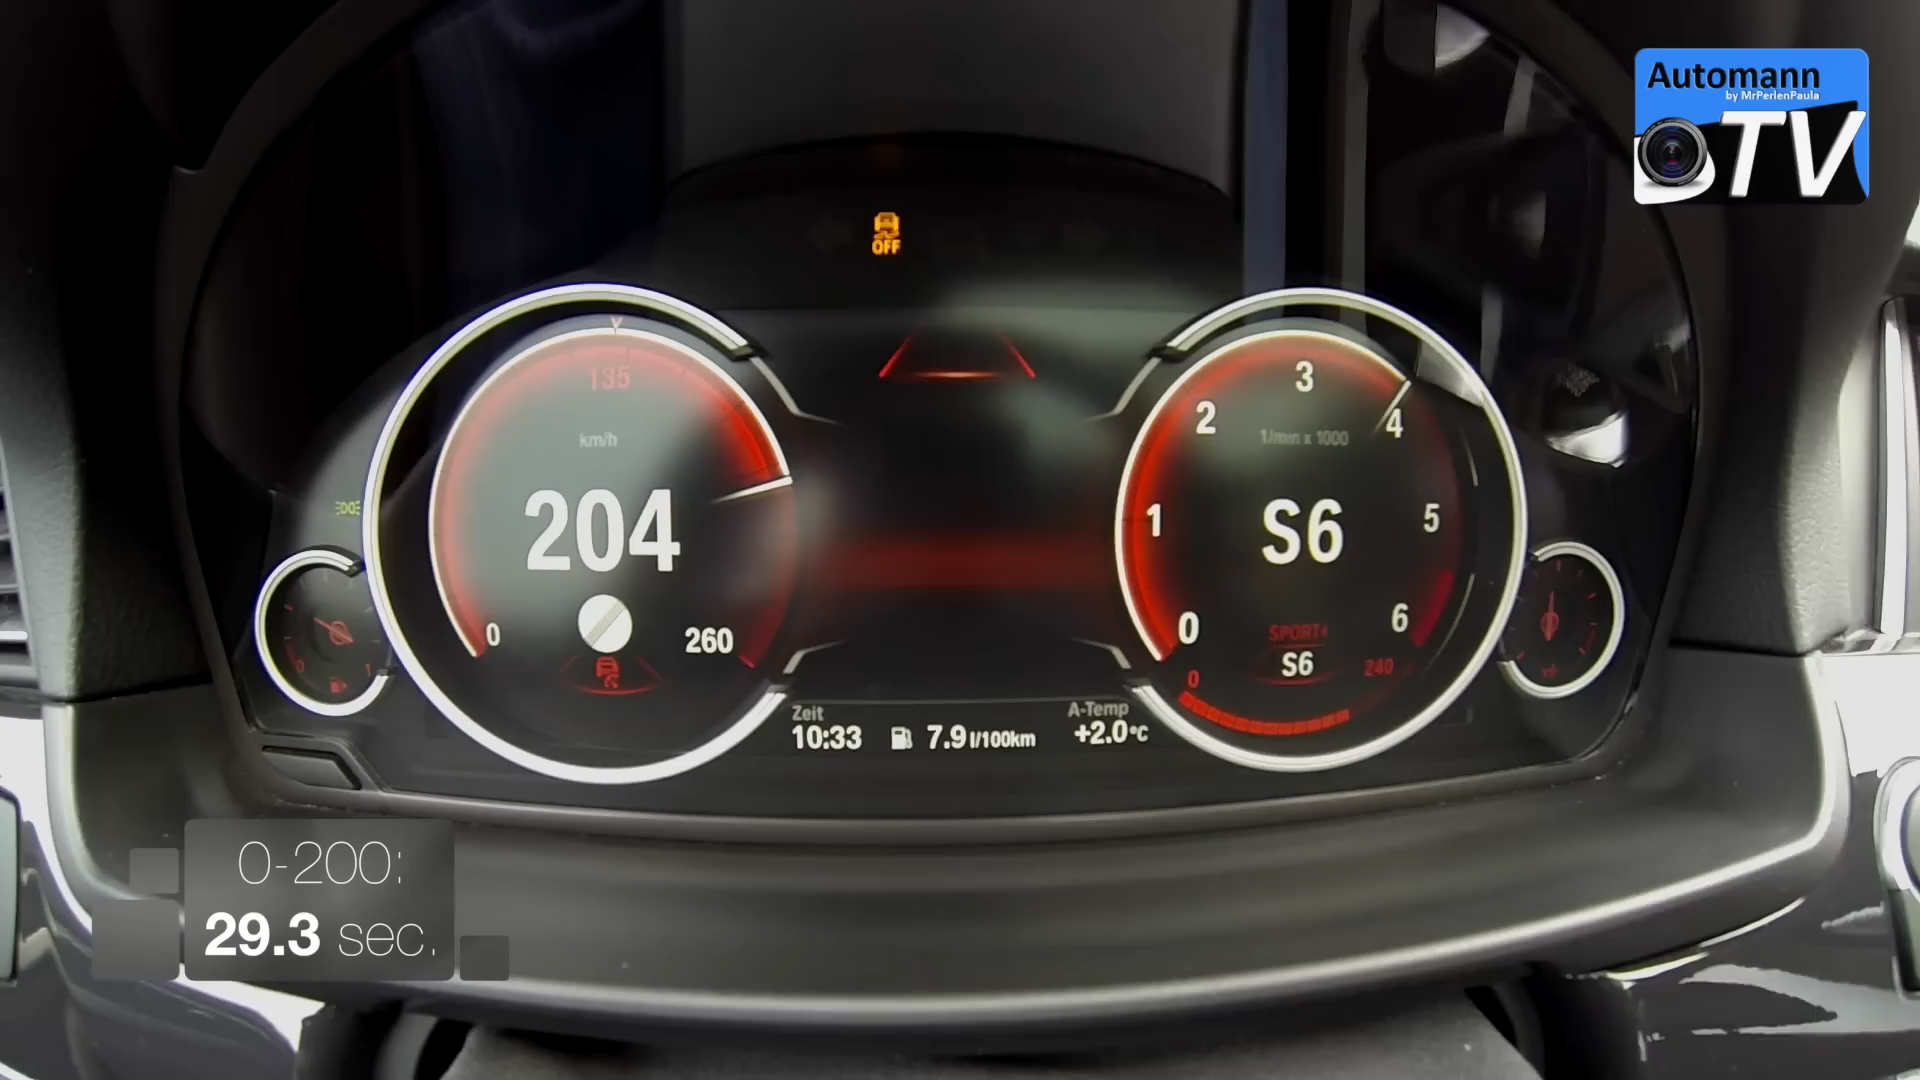 Automann
by MrPerlenPaula
TV
OFF
135
km/h
204
0
260
3
2
4
1/min x 1000
1
S6
5
0
6
SPORT+
S6
0
240
0
1
Zeit
10:33
7.9 l/100km
A-Temp
+2.0°C
0-200:
29.3 sec.